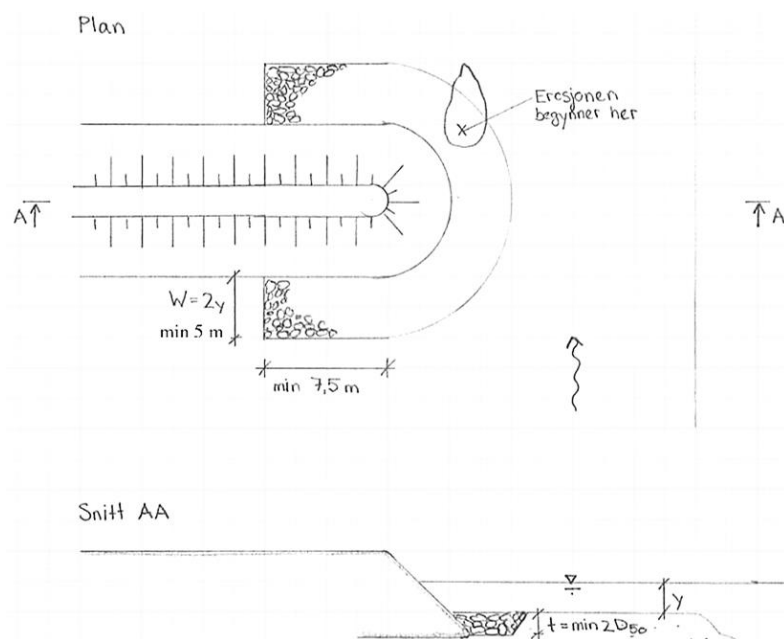 Plan
Erosjonen
begynner her
A
A
W=2y
min 5 m
min 7,5 m
Snitt AA
y
t=min 2D50